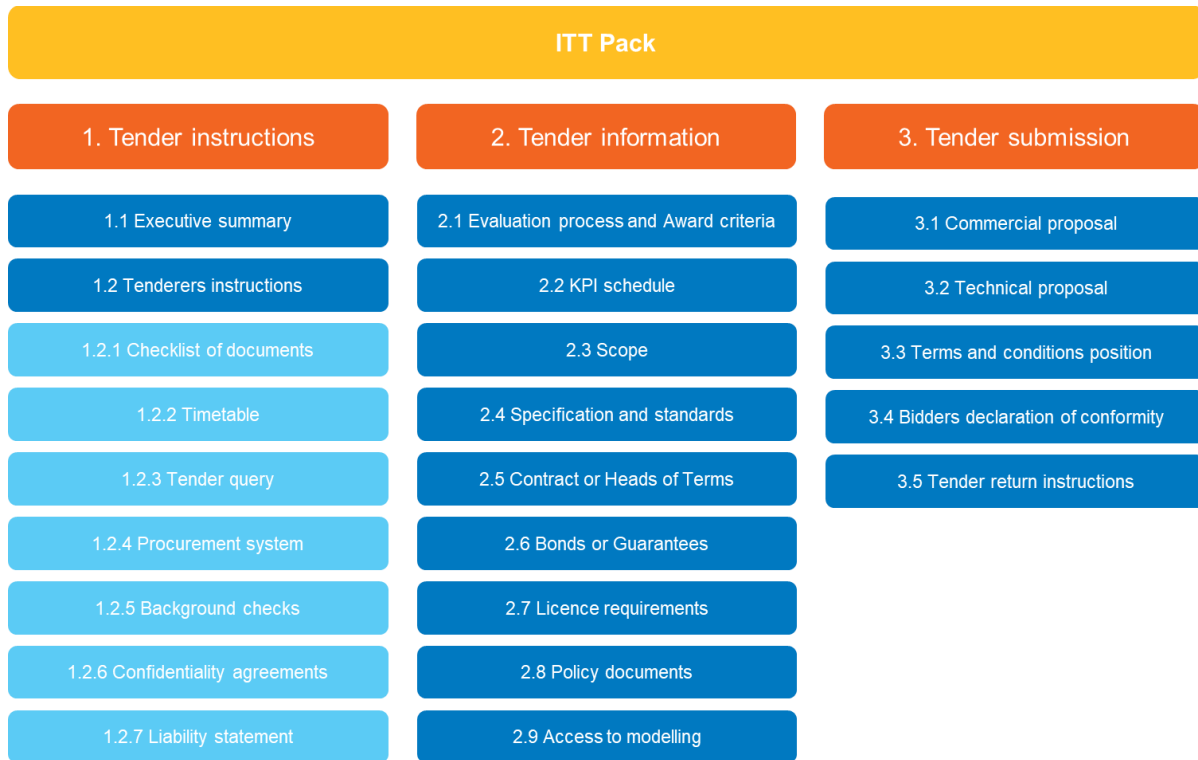 ITT Pack
1. Tender instructions
1.1 Executive summary
1.2 Tenderers instructions
1.2.1 Checklist of documents
1.2.2 Timetable
1.2.3 Tender query
1.2.4 Procurement system
1.2.5 Background checks
1.2.6 Confidentiality agreements
1.2.7 Liability statement
2. Tender information
2.1 Evaluation process and Award criteria
2.2 KPI schedule
2.3 Scope
2.4 Specification and standards
2.5 Contract or Heads of Terms
2.6 Bonds or Guarantees
2.7 Licence requirements
2.8 Policy documents
2.9 Access to modelling
3. Tender submission
3.1 Commercial proposal
3.2 Technical proposal
3.3 Terms and conditions position
3.4 Bidders declaration of conformity
3.5 Tender return instructions